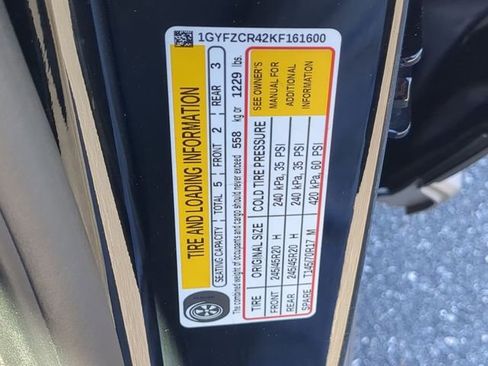 1GYFZCR42KF161600
TIRE AND LOADING INFORMATION
SEATING CAPACITY TOTAL 5 FRONT 2 REAR 3
The combined weight of occupants and cargo should never exceed 558 kg or 1229 lbs.
TIRE ORIGINAL SIZE COLD TIRE PRESSURE
FRONT 245/45R20 H 240 kPa, 35 PSI
REAR 245/45R20 H 240 kPa, 35 PSI
SPARE T145/70R17 M 420 kPa, 60 PSI
SEE OWNER'S
MANUAL FOR
ADDITIONAL
INFORMATION